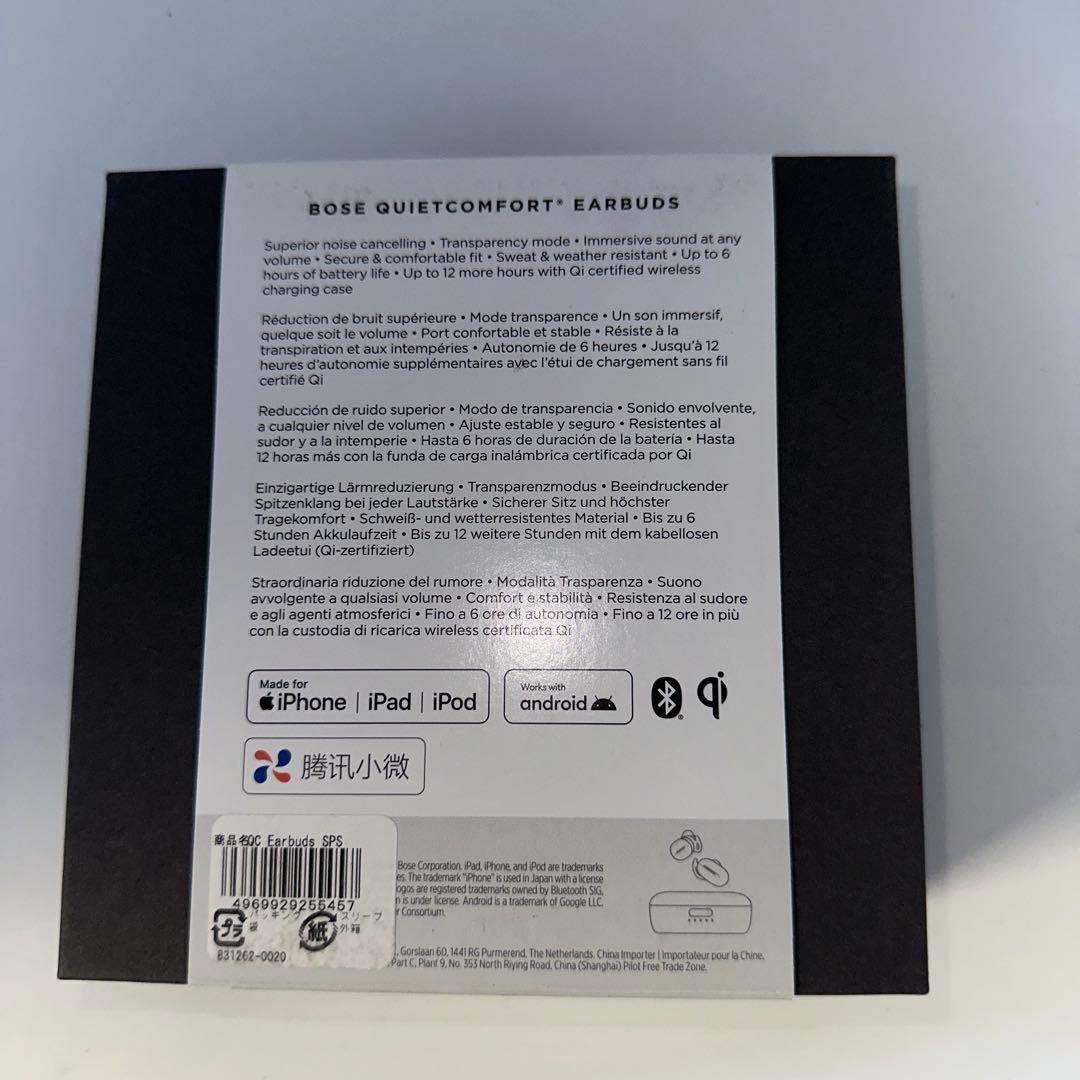 BOSE QUIETCOMFORT® EARBUDS
Superior noise cancelling • Transparency mode • Immersive sound at any
volume • Secure & comfortable fit • Sweat & weather resistant • Up to 6
hours of battery life • Up to 12 more hours with Qi certified wireless
charging case
Réduction de bruit supérieure • Mode transparence • Un son immersif,
quelque soit le volume • Port confortable et stable • Résiste à la
transpiration et aux intempéries • Autonomie de 6 heures • Jusqu'à 12
heures d'autonomie supplémentaires avec l'étui de chargement sans fil
certifié Qi
Reducción de ruido superior • Modo de transparencia • Sonido envolvente,
a cualquier nivel de volumen • Ajuste estable y seguro • Resistentes al
sudor y a la intemperie • Hasta 6 horas de duración de la batería • Hasta
12 horas más con la funda de carga inalámbrica certificada por Qi
Einzigartige Lärmreduzierung • Transparenzmodus • Beeindruckender
Spitzenklang bei jeder Lautstärke • Sicherer Sitz und höchster
Tragekomfort • Schweiß- und wetterresistentes Material • Bis zu 6
Stunden Akkulaufzeit • Bis zu 12 weitere Stunden mit dem kabellosen
Ladeetui (Qi-zertifiziert)
Straordinaria riduzione del rumore • Modalità Trasparenza • Suono
avvolgente a qualsiasi volume • Comfort e stabilità • Resistenza al sudore
e agli agenti atmosferici • Fino a 6 ore di autonomia • Fino a 12 ore in più
con la custodia di ricarica wireless certificata Qi
Made for
iPhone | iPad | iPod
Works with
android
qi
腾讯小微
商品名QC Earbuds SPS
4969929255457
プラ パッキング 袋 紙 スリーブ 外箱
831262-0020
Bose Corporation. iPad, iPhone, and iPod are trademarks
es. The trademark "iPhone" is used in Japan with a license
ogos are registered trademarks owned by Bluetooth SIG,
n is under license. Android is a trademark of Google LLC.
r Consortium.
, Gorslaan 60, 1441 RG Purmerend, The Netherlands. China Importer | Importateur pour la Chine,
Part C, Plant 9, No. 353 North Riying Road, China (Shanghai) Pilot Free Trade Zone.